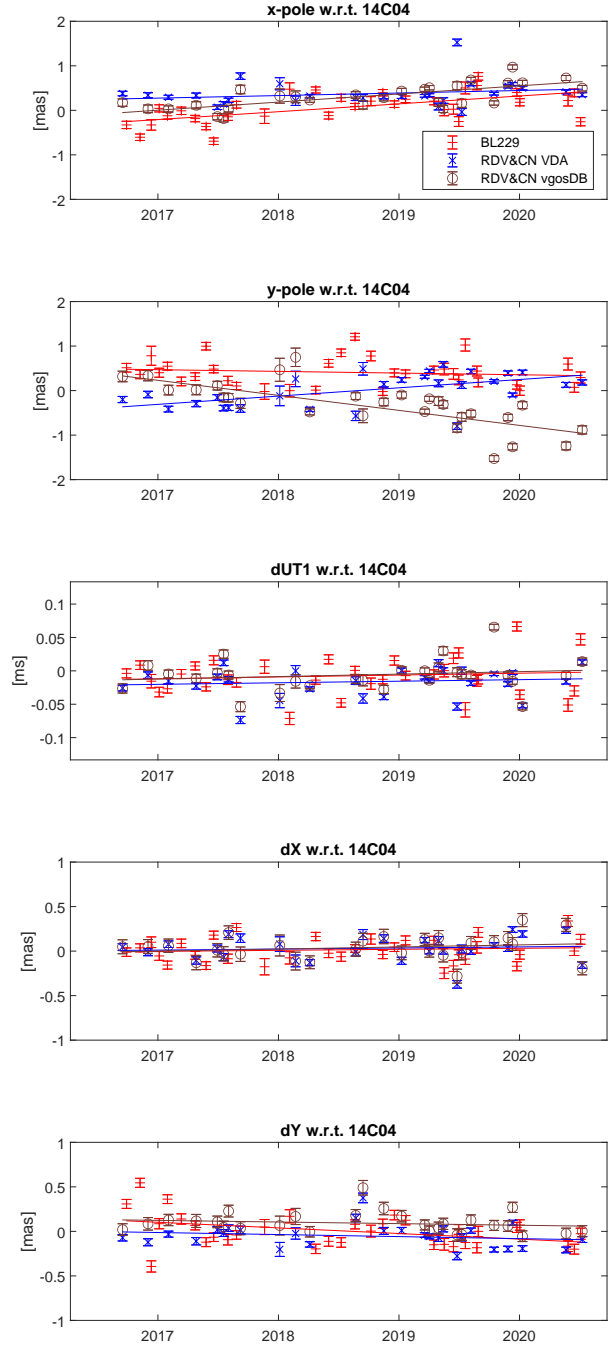 x-pole w.r.t. 14C04
2
1
0
-1
-2
[mas]
BL229
RDV&CN VDA
RDV&CN vgosDB
2017 2018 2019 2020
y-pole w.r.t. 14C04
2
1
0
-1
-2
[mas]
2017 2018 2019 2020
dUT1 w.r.t. 14C04
0.1
0.05
0
-0.05
-0.1
[ms]
2017 2018 2019 2020
dX w.r.t. 14C04
1
0.5
0
-0.5
-1
[mas]
2017 2018 2019 2020
dY w.r.t. 14C04
1
0.5
0
-0.5
-1
[mas]
2017 2018 2019 2020